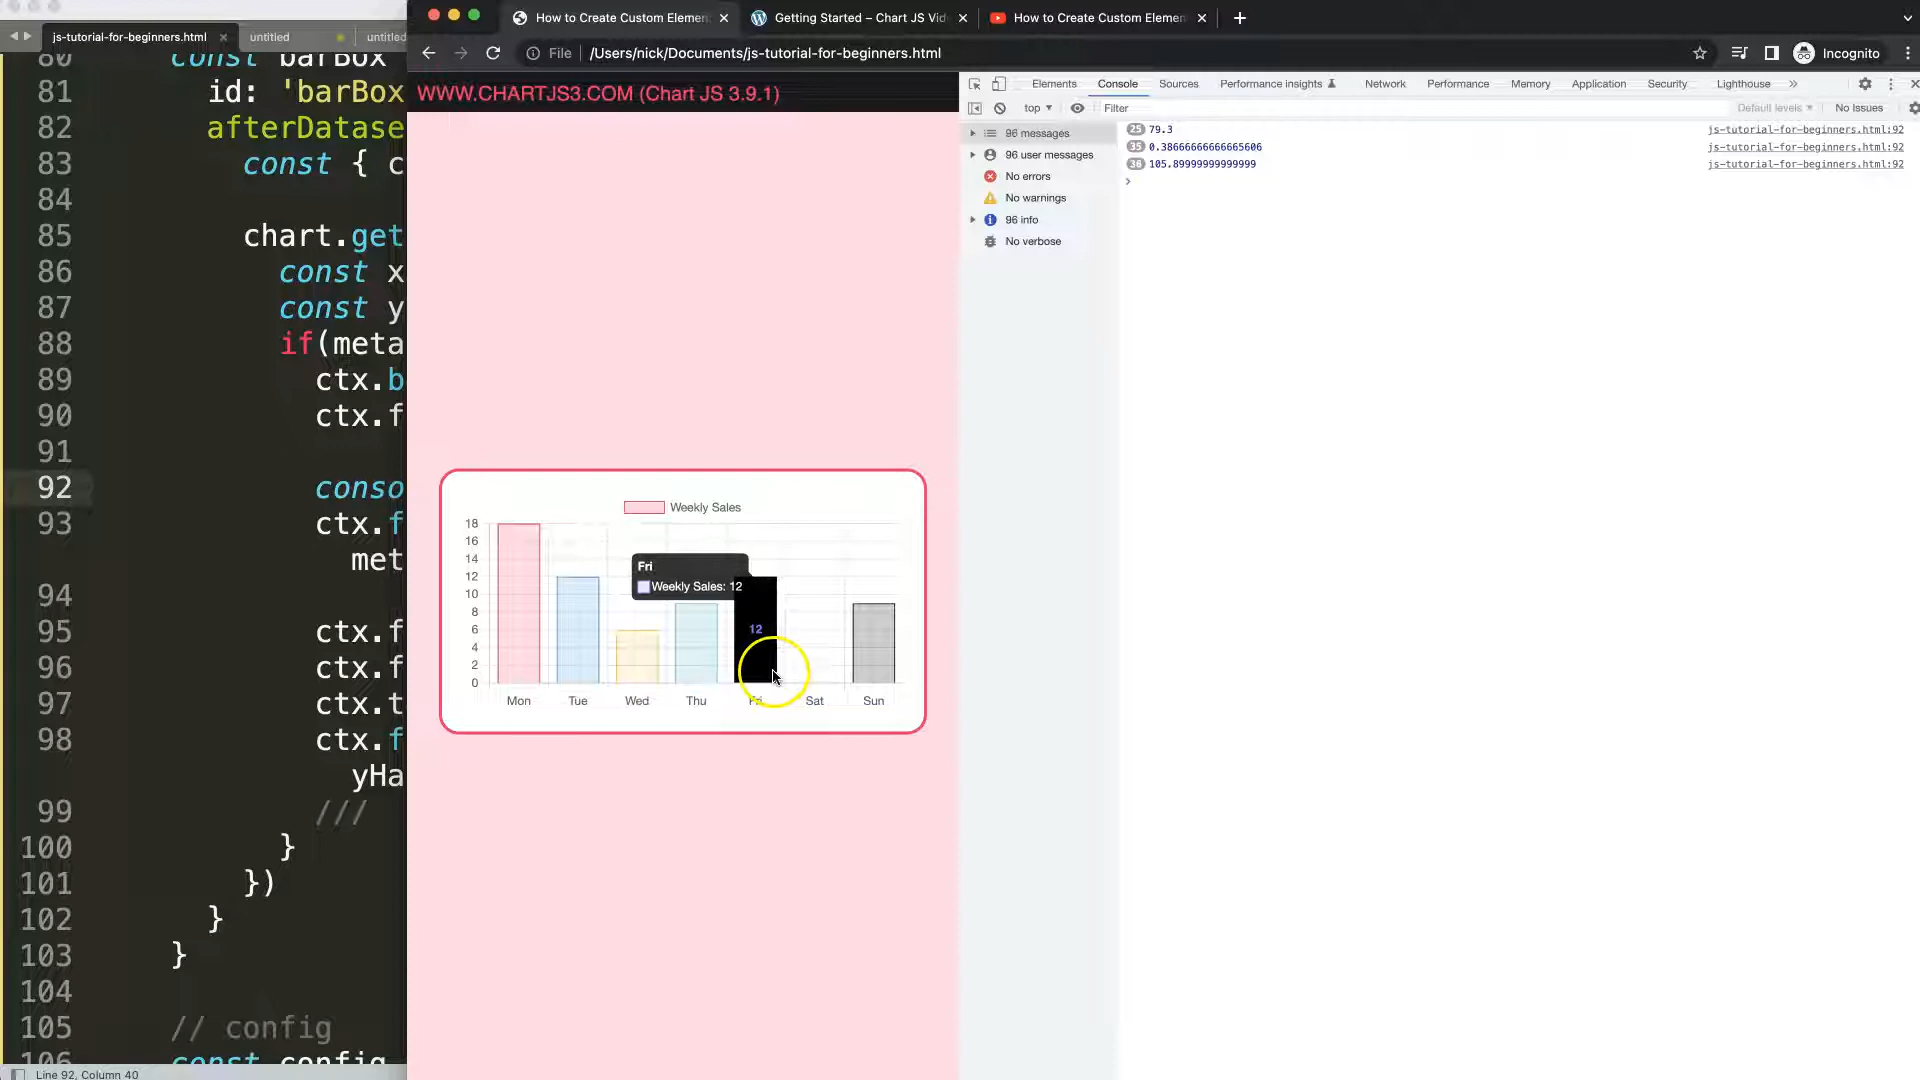 js-tutorial-for-beginners.html
untitled
untitled
80 const barBox
81 id: 'barBox
82 afterDatase
83 const { c
84
85 chart.get
86 const x
87 const y
88 if(meta
89 ctx.b
90 ctx.f
91
92 conso
93 ctx.f
met
94
95 ctx.f
96 ctx.f
97 ctx.t
98 ctx.f
yHa
99 ///
100 }
101 })
102 }
103 }
104
105 // config
106 const config
Line 92, Column 40
How to Create Custom Elemen
Getting Started – Chart JS Vid
How to Create Custom Elemen
File /Users/nick/Documents/js-tutorial-for-beginners.html
Incognito
WWW.CHARTJS3.COM (Chart JS 3.9.1)
Weekly Sales
18
16
14
12
10
8
6
4
2
0
Fri
Weekly Sales: 12
12
Mon Tue Wed Thu Fri Sat Sun
Elements Console Sources Performance insights Network Performance Memory Application Security Lighthouse
top Filter Default levels No Issues
96 messages
96 user messages
No errors
No warnings
96 info
No verbose
25 79.3 js-tutorial-for-beginners.html:92
35 0.38666666666665606 js-tutorial-for-beginners.html:92
36 105.89999999999999 js-tutorial-for-beginners.html:92